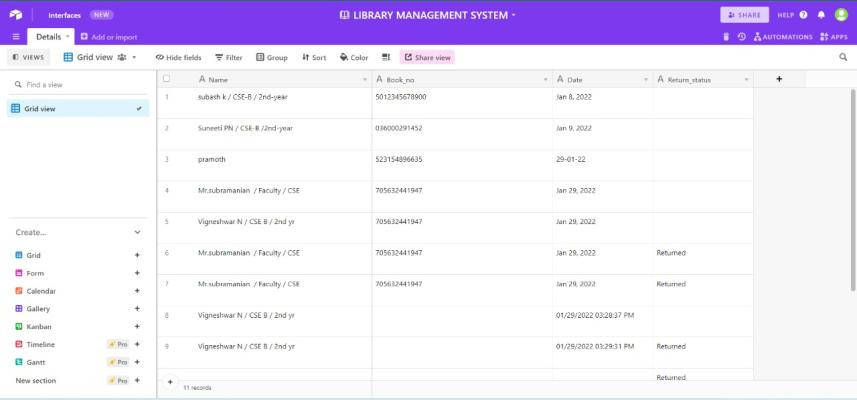 Interfaces NEW LIBRARY MANAGEMENT SYSTEM SHARE HELP
Details Add or import AUTOMATIONS APPS
VIEWS Grid view Hide fields Filter Group Sort Color Share view
Find a view
Grid view
Name Book_no Date Return_status
1 subash k / CSE-B / 2nd-year 5012345678900 Jan 8, 2022
2 Suneeti PN / CSE-B /2nd-year 036000291452 Jan 9, 2022
3 pramoth 523154896635 29-01-22
4 Mr.subramanian / Faculty / CSE 705632441947 Jan 29, 2022
5 Vigneshwar N / CSE B / 2nd yr 705632441947 Jan 29, 2022
6 Mr.subramanian / Faculty / CSE 705632441947 Jan 29, 2022 Returned
7 Mr.subramanian / Faculty / CSE 705632441947 Jan 29, 2022 Returned
8 Vigneshwar N / CSE B / 2nd yr 01/29/2022 03:28:37 PM
9 Vigneshwar N / CSE B / 2nd yr 01/29/2022 03:29:31 PM Returned
Returned
11 records
Create...
Grid
Form
Calendar
Gallery
Kanban
Timeline Pro
Gantt Pro
New section Pro